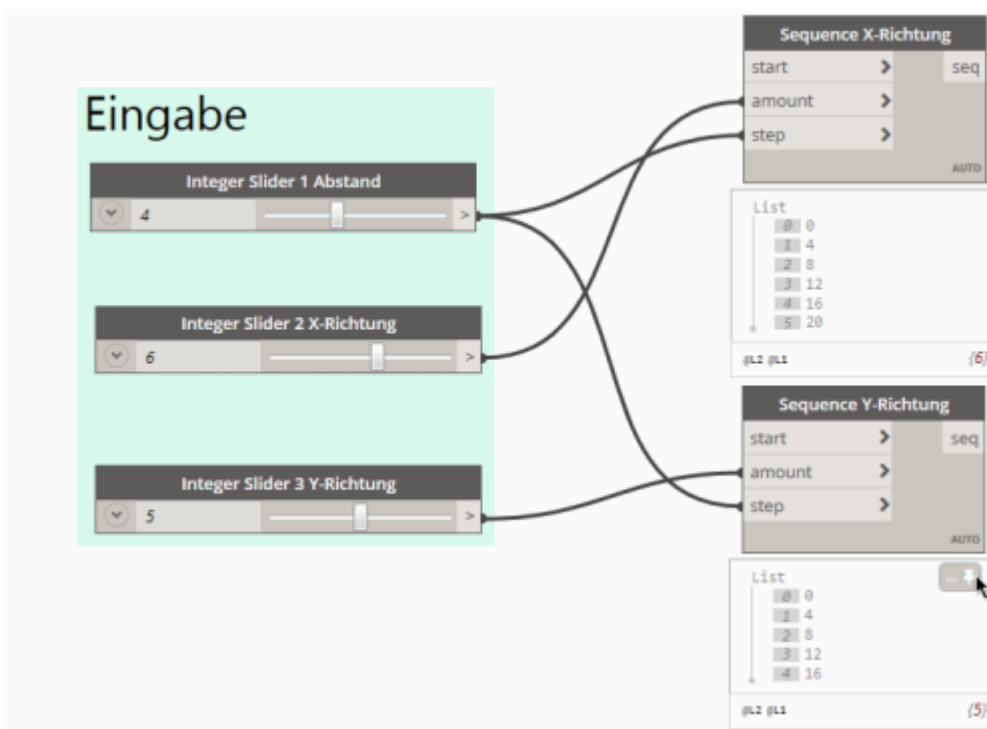 Eingabe
Integer Slider 1 Abstand
4 >
Integer Slider 2 X-Richtung
6 >
Integer Slider 3 Y-Richtung
5 >
Sequence X-Richtung
start > seq
amount >
step >
AUTO
List
0 0
1 4
2 8
3 12
4 16
5 20
@L2 @L1 {6}
Sequence Y-Richtung
start > seq
amount >
step >
AUTO
List
...
0 0
1 4
2 8
3 12
4 16
@L2 @L1 {5}